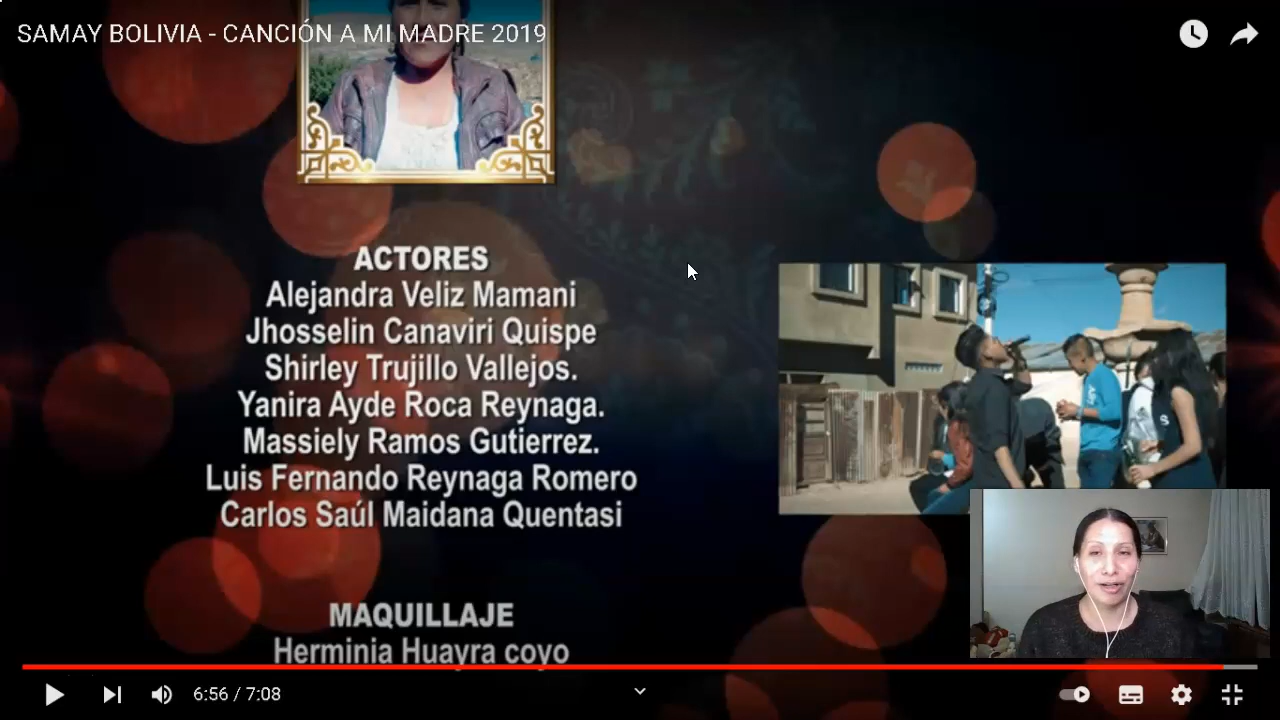 SAMAY BOLIVIA - CANCIÓN A MI MADRE 2019
ACTORES
Alejandra Veliz Mamani
Jhosselin Canaviri Quispe
Shirley Trujillo Vallejos.
Yanira Ayde Roca Reynaga.
Massiely Ramos Gutierrez.
Luis Fernando Reynaga Romero
Carlos Saúl Maidana Quentasi
MAQUILLAJE
Herminia Huayra coyo
6:56 / 7:08